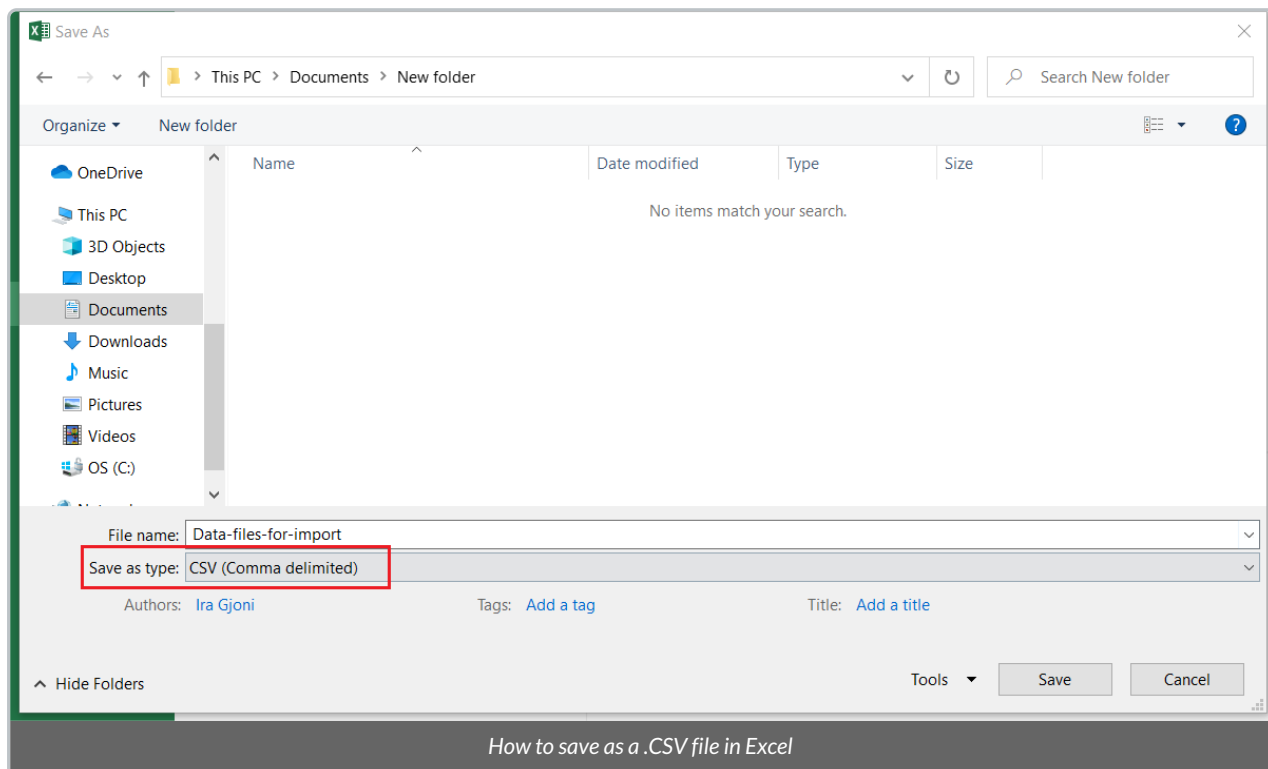 Save As
This PC > Documents > New folder
Search New folder
Organize
New folder
?
Name
Date modified
Type
Size
No items match your search.
OneDrive
This PC
3D Objects
Desktop
Documents
Downloads
Music
Pictures
Videos
OS (C:)
File name: Data-files-for-import
Save as type: CSV (Comma delimited)
Authors: Ira Gjoni Tags: Add a tag Title: Add a title
Hide Folders
Tools
Save
Cancel
How to save as a .CSV file in Excel